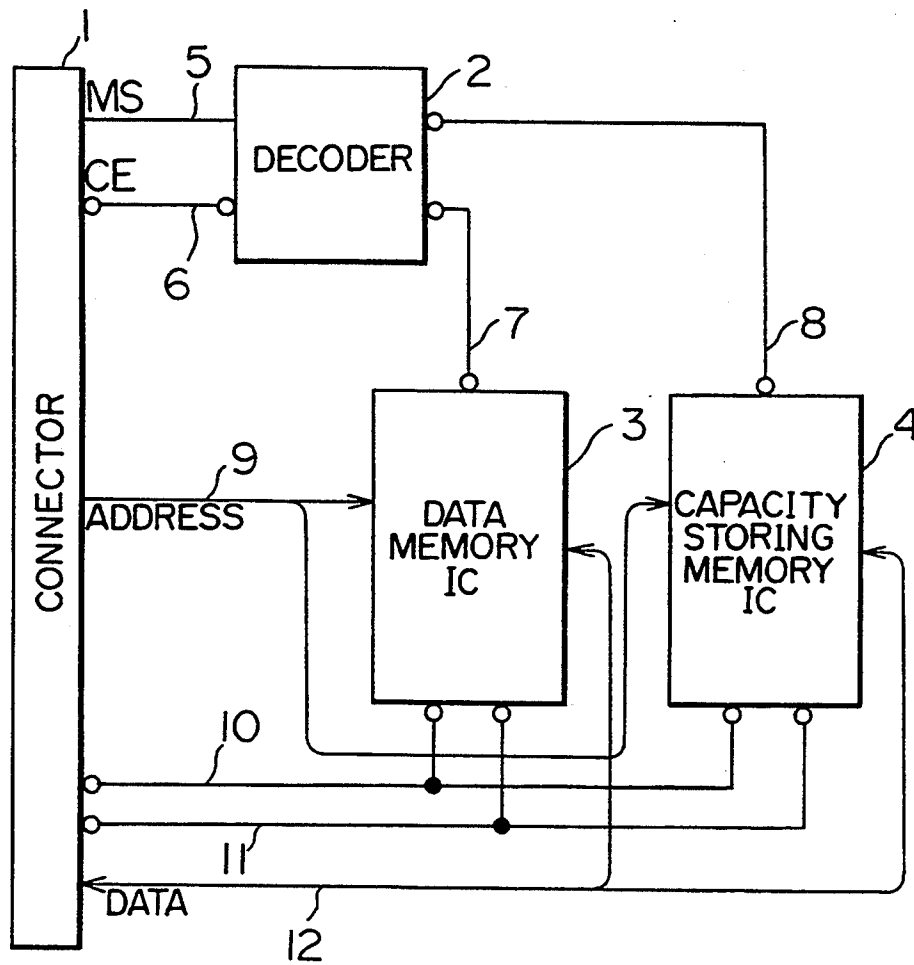 1
MS
5
2
DECODER
CE
6
7
8
CONNECTOR
9
ADDRESS
3
DATA
MEMORY
IC
4
CAPACITY
STORING
MEMORY
IC
10
11
DATA
12